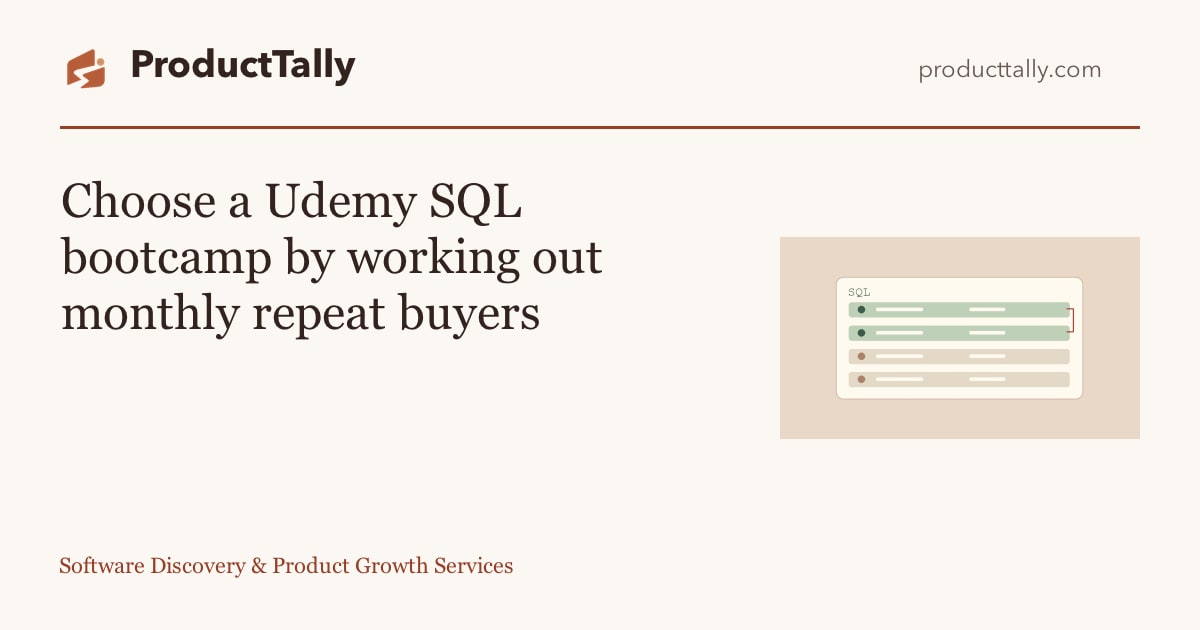 ProductTally
producttally.com
Choose a Udemy SQL
bootcamp by working out
monthly repeat buyers
SQL
Software Discovery & Product Growth Services